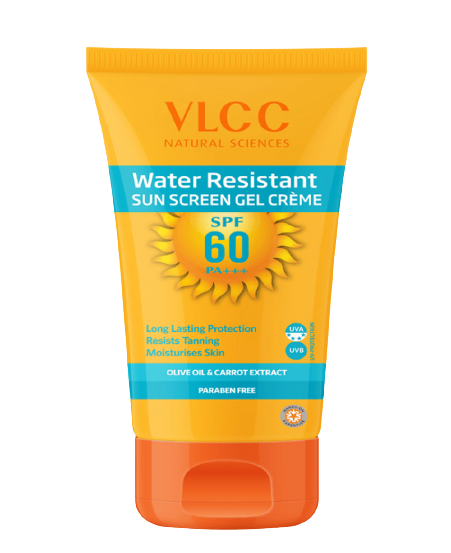 VLCC
NATURAL SCIENCES
Water Resistant
SUN SCREEN GEL CRÈME
SPF
60
PA+++
Long Lasting Protection
Resists Tanning
Moisturises Skin
UVA
UVB
UV-PROTECTION
OLIVE OIL & CARROT EXTRACT
PARABEN FREE